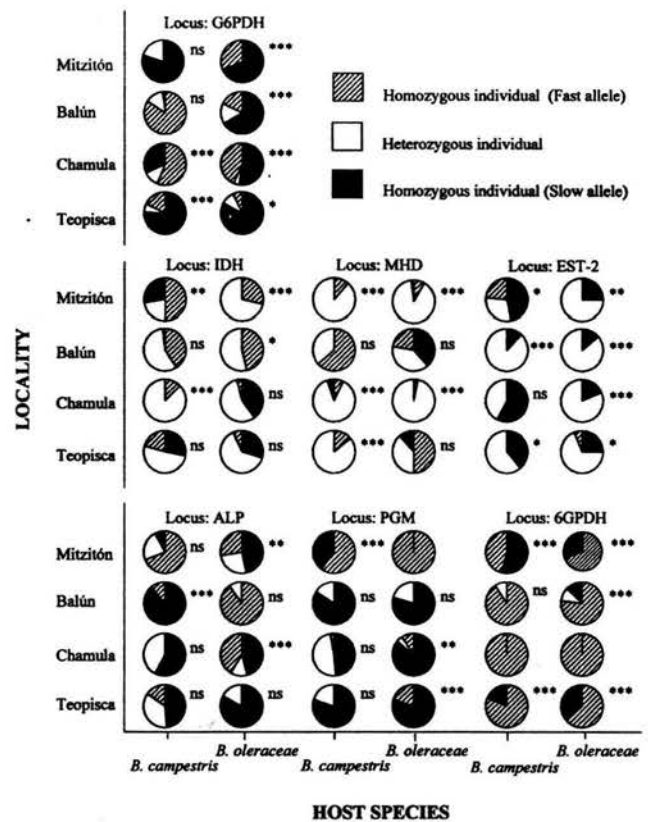 Locus: G6PDH
Mitzitón ns ***
Balún ns ***
Chamula *** ***
Teopisca *** *
Homozygous individual (Fast allele)
Heterozygous individual
Homozygous individual (Slow allele)
LOCALITY
Locus: IDH Locus: MHD Locus: EST-2
Mitzitón ** *** *** *** * **
Balún * ns ns *** ***
Chamula *** ns *** *** ns ***
Teopisca ns ns *** ns * *
Locus: ALP Locus: PGM Locus: 6GPDH
Mitzitón ns ** *** *** ***
Balún *** ns ns ns ns ***
Chamula ns *** ns **
Teopisca ns ns ns *** *** ***
B. oleraceae B. oleraceae B. oleraceae
B. campestris B. campestris B. campestris
HOST SPECIES